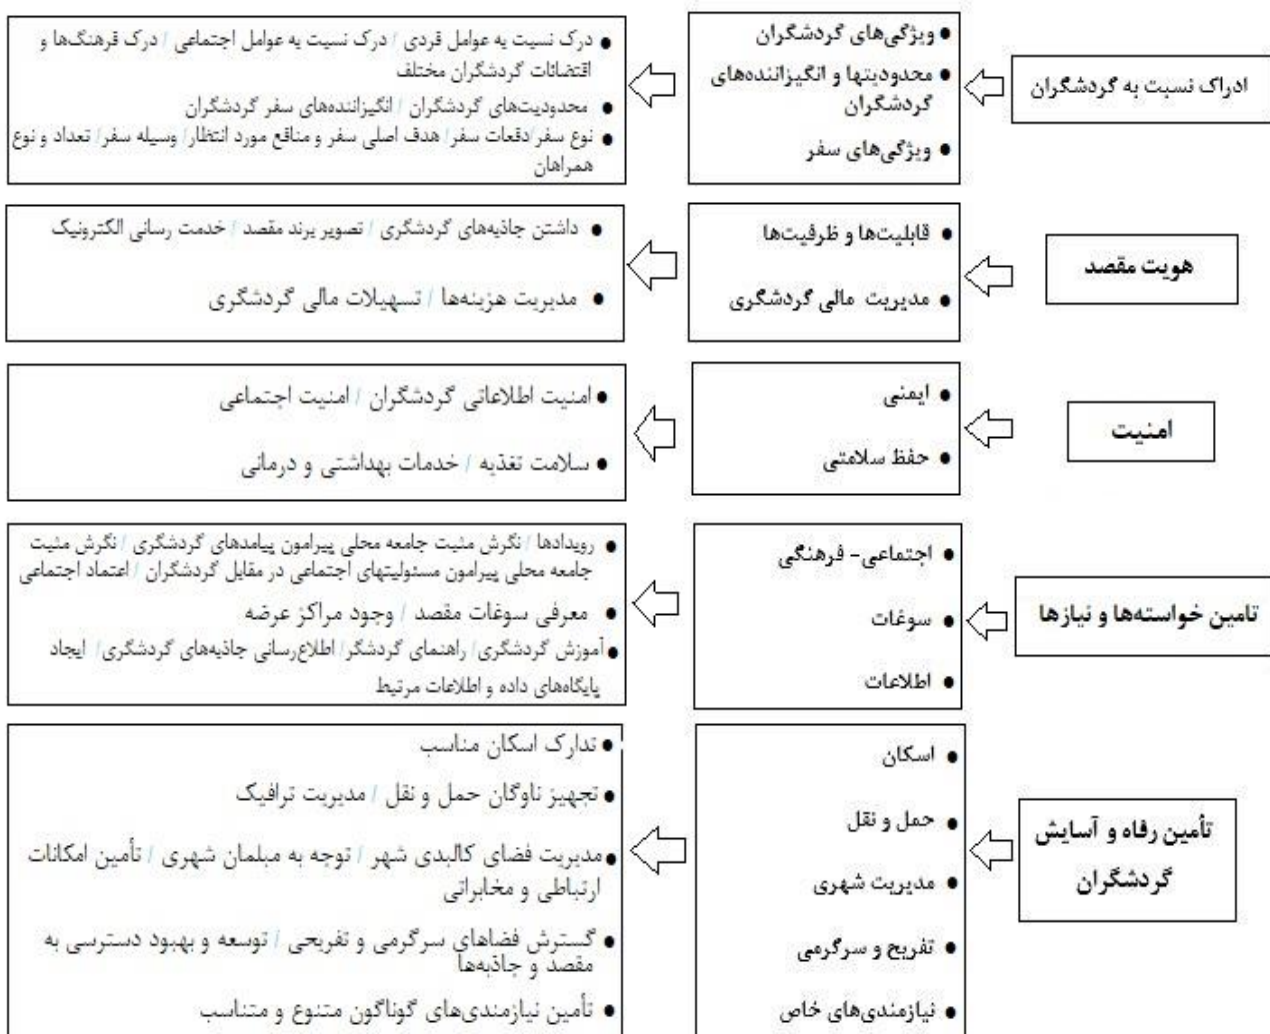 ادراک نسبت به گردشگران
• ویژگی‌های گردشگران
• محدودیتها و انگیزاننده‌های
گردشگران
• ویژگی‌های سفر
• درک نسبت به عوامل فردی / درک نسبت به عوامل اجتماعی / درک فرهنگ‌ها و
اقتضائات گردشگران مختلف
• محدودیت‌های گردشگران / انگیزاننده‌های سفر گردشگران
• نوع سفر/دفعات سفر/ هدف اصلی سفر و منافع مورد انتظار/ وسیله سفر/ تعداد و نوع
همراهان
هویت مقصد
• قابلیت‌ها و ظرفیت‌ها
• مدیریت مالی گردشگری
• داشتن جاذبه‌های گردشگری / تصویر برند مقصد / خدمت رسانی الکترونیک
• مدیریت هزینه‌ها / تسهیلات مالی گردشگری
امنیت
• ایمنی
• حفظ سلامتی
• امنیت اطلاعاتی گردشگران / امنیت اجتماعی
• سلامت تغذیه / خدمات بهداشتی و درمانی
تامین خواسته‌ها و نیازها
• اجتماعی- فرهنگی
• سوغات
• اطلاعات
• رویدادها / نگرش مثبت جامعه محلی پیرامون پیامدهای گردشگری / نگرش مثبت
جامعه محلی پیرامون مسئولیتهای اجتماعی در مقابل گردشگران / اعتماد اجتماعی
• معرفی سوغات مقصد / وجود مراکز عرضه
• آموزش گردشگری/ راهنمای گردشگر/ اطلاع‌رسانی جاذبه‌های گردشگری/ ایجاد
پایگاه‌های داده و اطلاعات مرتبط
تأمین رفاه و آسایش
گردشگران
• اسکان
• حمل و نقل
• مدیریت شهری
• تفریح و سرگرمی
• نیازمندی‌های خاص
• تدارک اسکان مناسب
• تجهیز ناوگان حمل و نقل / مدیریت ترافیک
• مدیریت فضای کالبدی شهر / توجه به مبلمان شهری / تأمین امکانات
ارتباطی و مخابراتی
• گسترش فضاهای سرگرمی و تفریحی / توسعه و بهبود دسترسی به
مقصد و جاذبه‌ها
• تأمین نیازمندی‌های گوناگون متنوع و متناسب